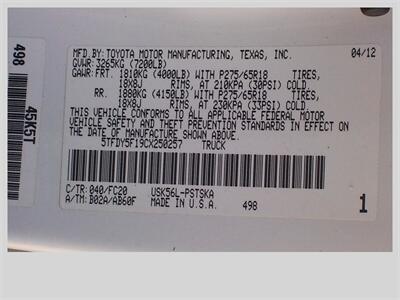 MFD.BY:TOYOTA MOTOR MANUFACTURING, TEXAS, INC. 04/12
GVWR:3265KG (7200LB)
GAWR:FRT. 1810KG (4000LB) WITH P275/65R18 TIRES,
18X8J RIMS, AT 210KPA (30PSI) COLD
RR. 1880KG (4150LB) WITH P275/65R18 TIRES,
18X8J RIMS, AT 230KPA (33PSI) COLD
THIS VEHICLE CONFORMS TO ALL APPLICABLE FEDERAL MOTOR
VEHICLE SAFETY AND THEFT PREVENTION STANDARDS IN EFFECT ON
THE DATE OF MANUFACTURE SHOWN ABOVE.
5TFDY5F19CX250257 TRUCK
C/TR:040/FC20 USK56L-PSTSKA
A/TM:B02A/AB60F MADE IN U.S.A. 498 1
498 45X5T